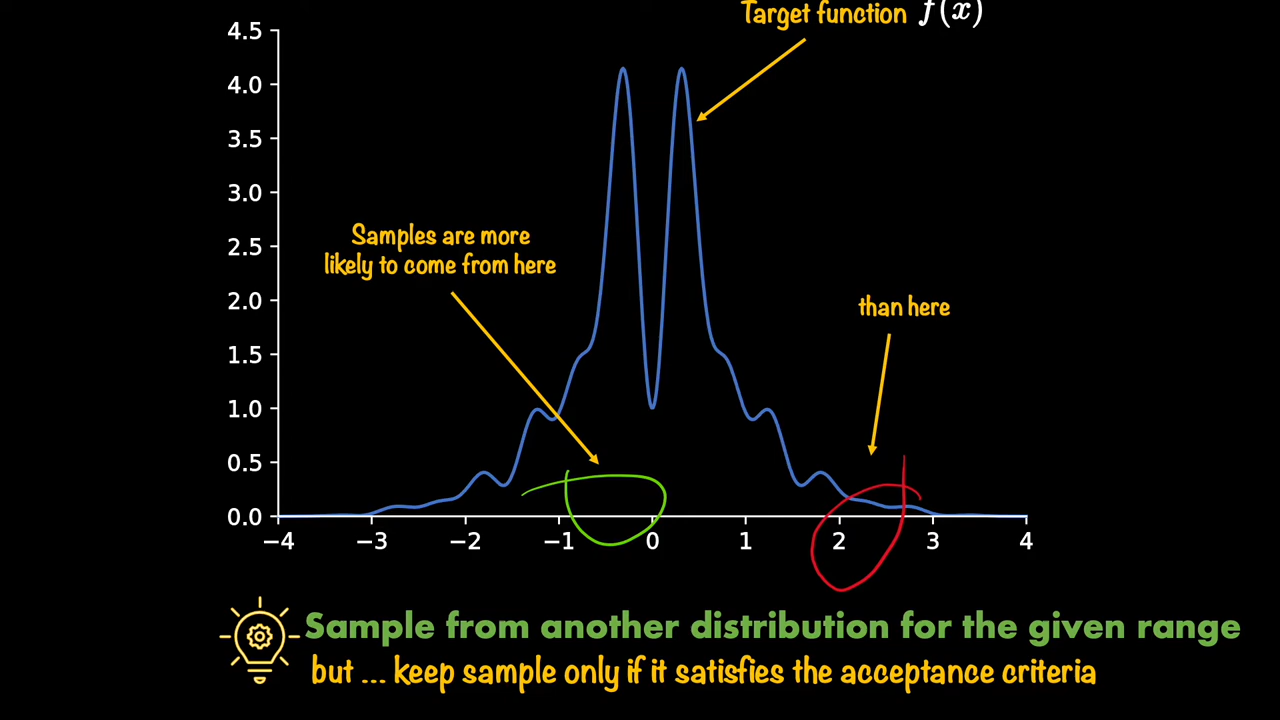 Target function f(x)
4.5
4.0
3.5
3.0
2.5
2.0
1.5
1.0
0.5
0.0
Samples are more
likely to come from here
than here
−4 −3 −2 −1 0 1 2 3 4
Sample from another distribution for the given range
but ... keep sample only if it satisfies the acceptance criteria